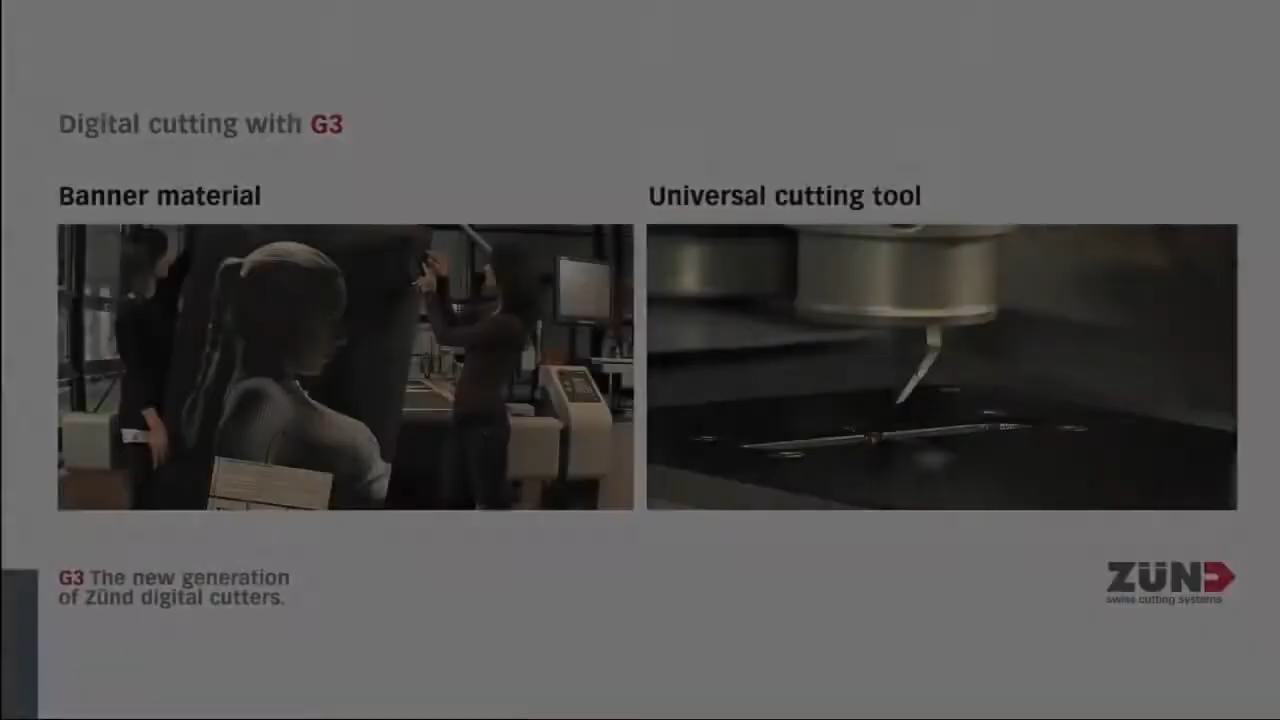 Digital cutting with G3
Banner material
Universal cutting tool
G3 The new generation
of Zünd digital cutters.
ZÜND
swiss cutting systems